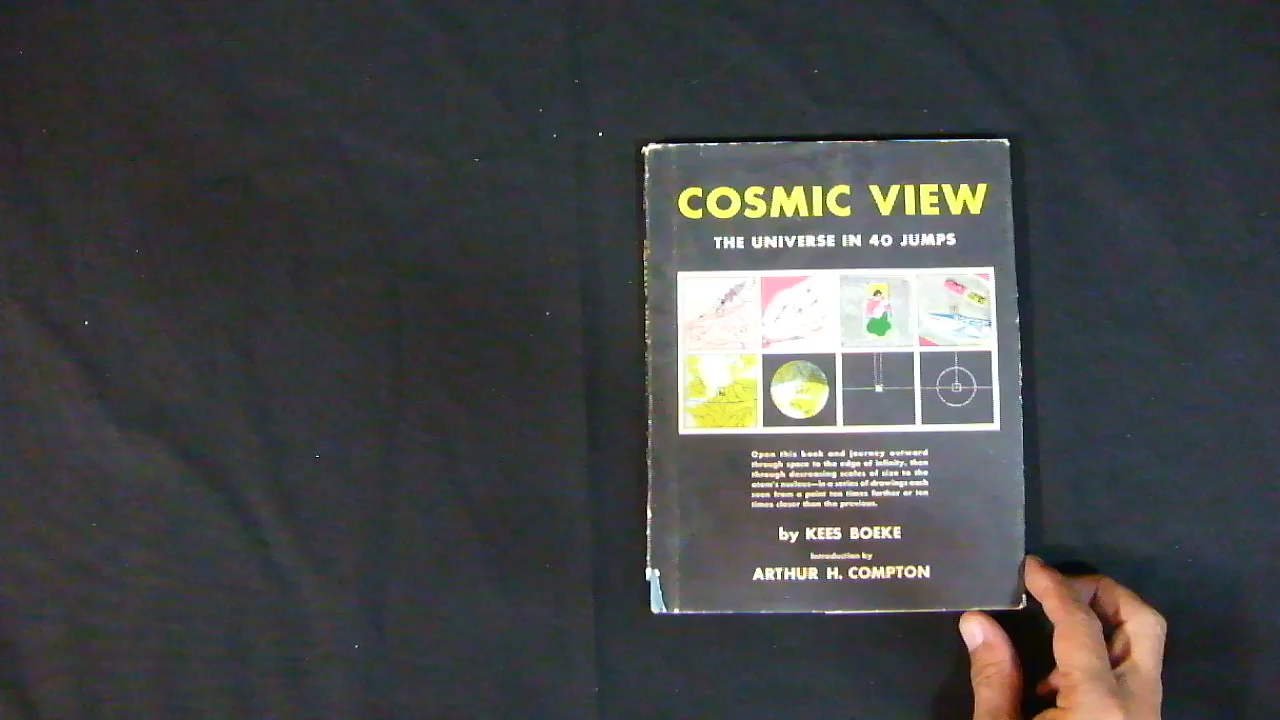 COSMIC VIEW
THE UNIVERSE IN 40 JUMPS
Open this book and journey outward
through space to the edge of infinity, then
through decreasing scales of size to the
atom's nucleus—in a series of drawings each
seen from a point ten times farther or ten
times closer than the previous.
by KEES BOEKE
Introduction by
ARTHUR H. COMPTON